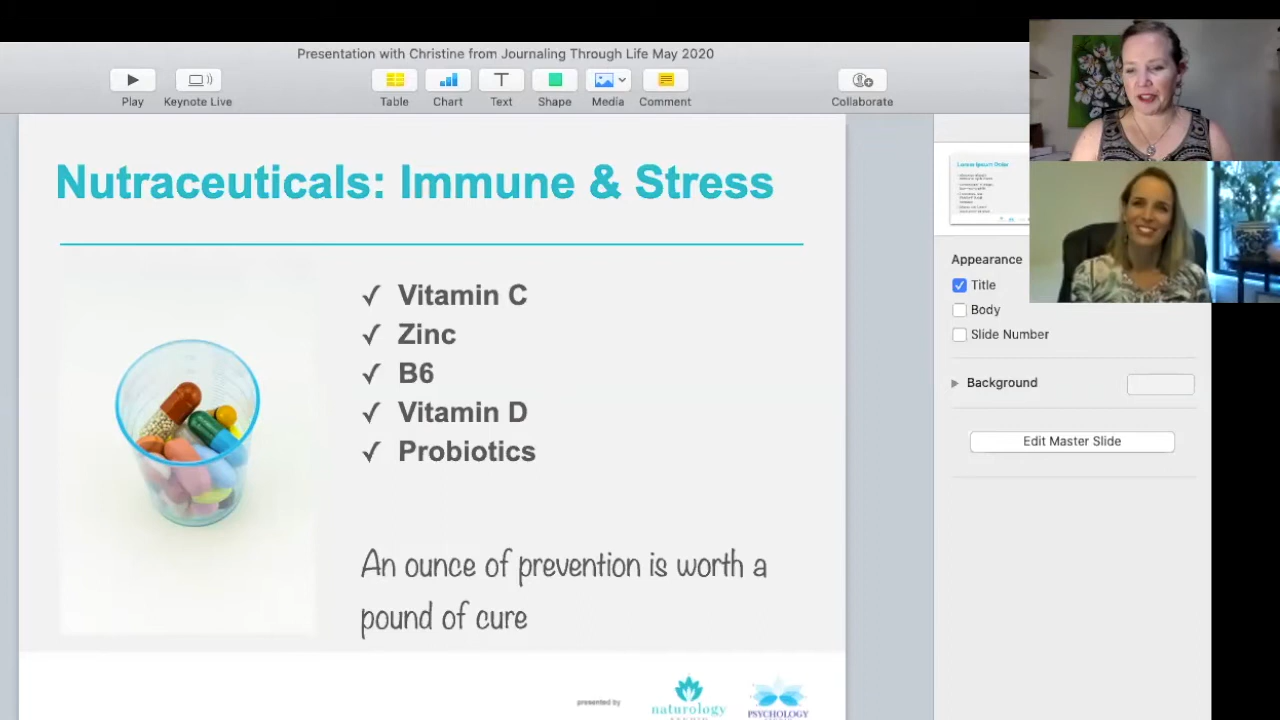 Presentation with Christine from Journaling Through Life May 2020
Play
Keynote Live
Table
Chart
Text
Shape
Media
Comment
Collaborate
Nutraceuticals: Immune & Stress
✓ Vitamin C
✓ Zinc
✓ B6
✓ Vitamin D
✓ Probiotics
An ounce of prevention is worth a
pound of cure
presented by
naturology
PSYCHOLOGY
Appearance
Title
Body
Slide Number
Background
Edit Master Slide